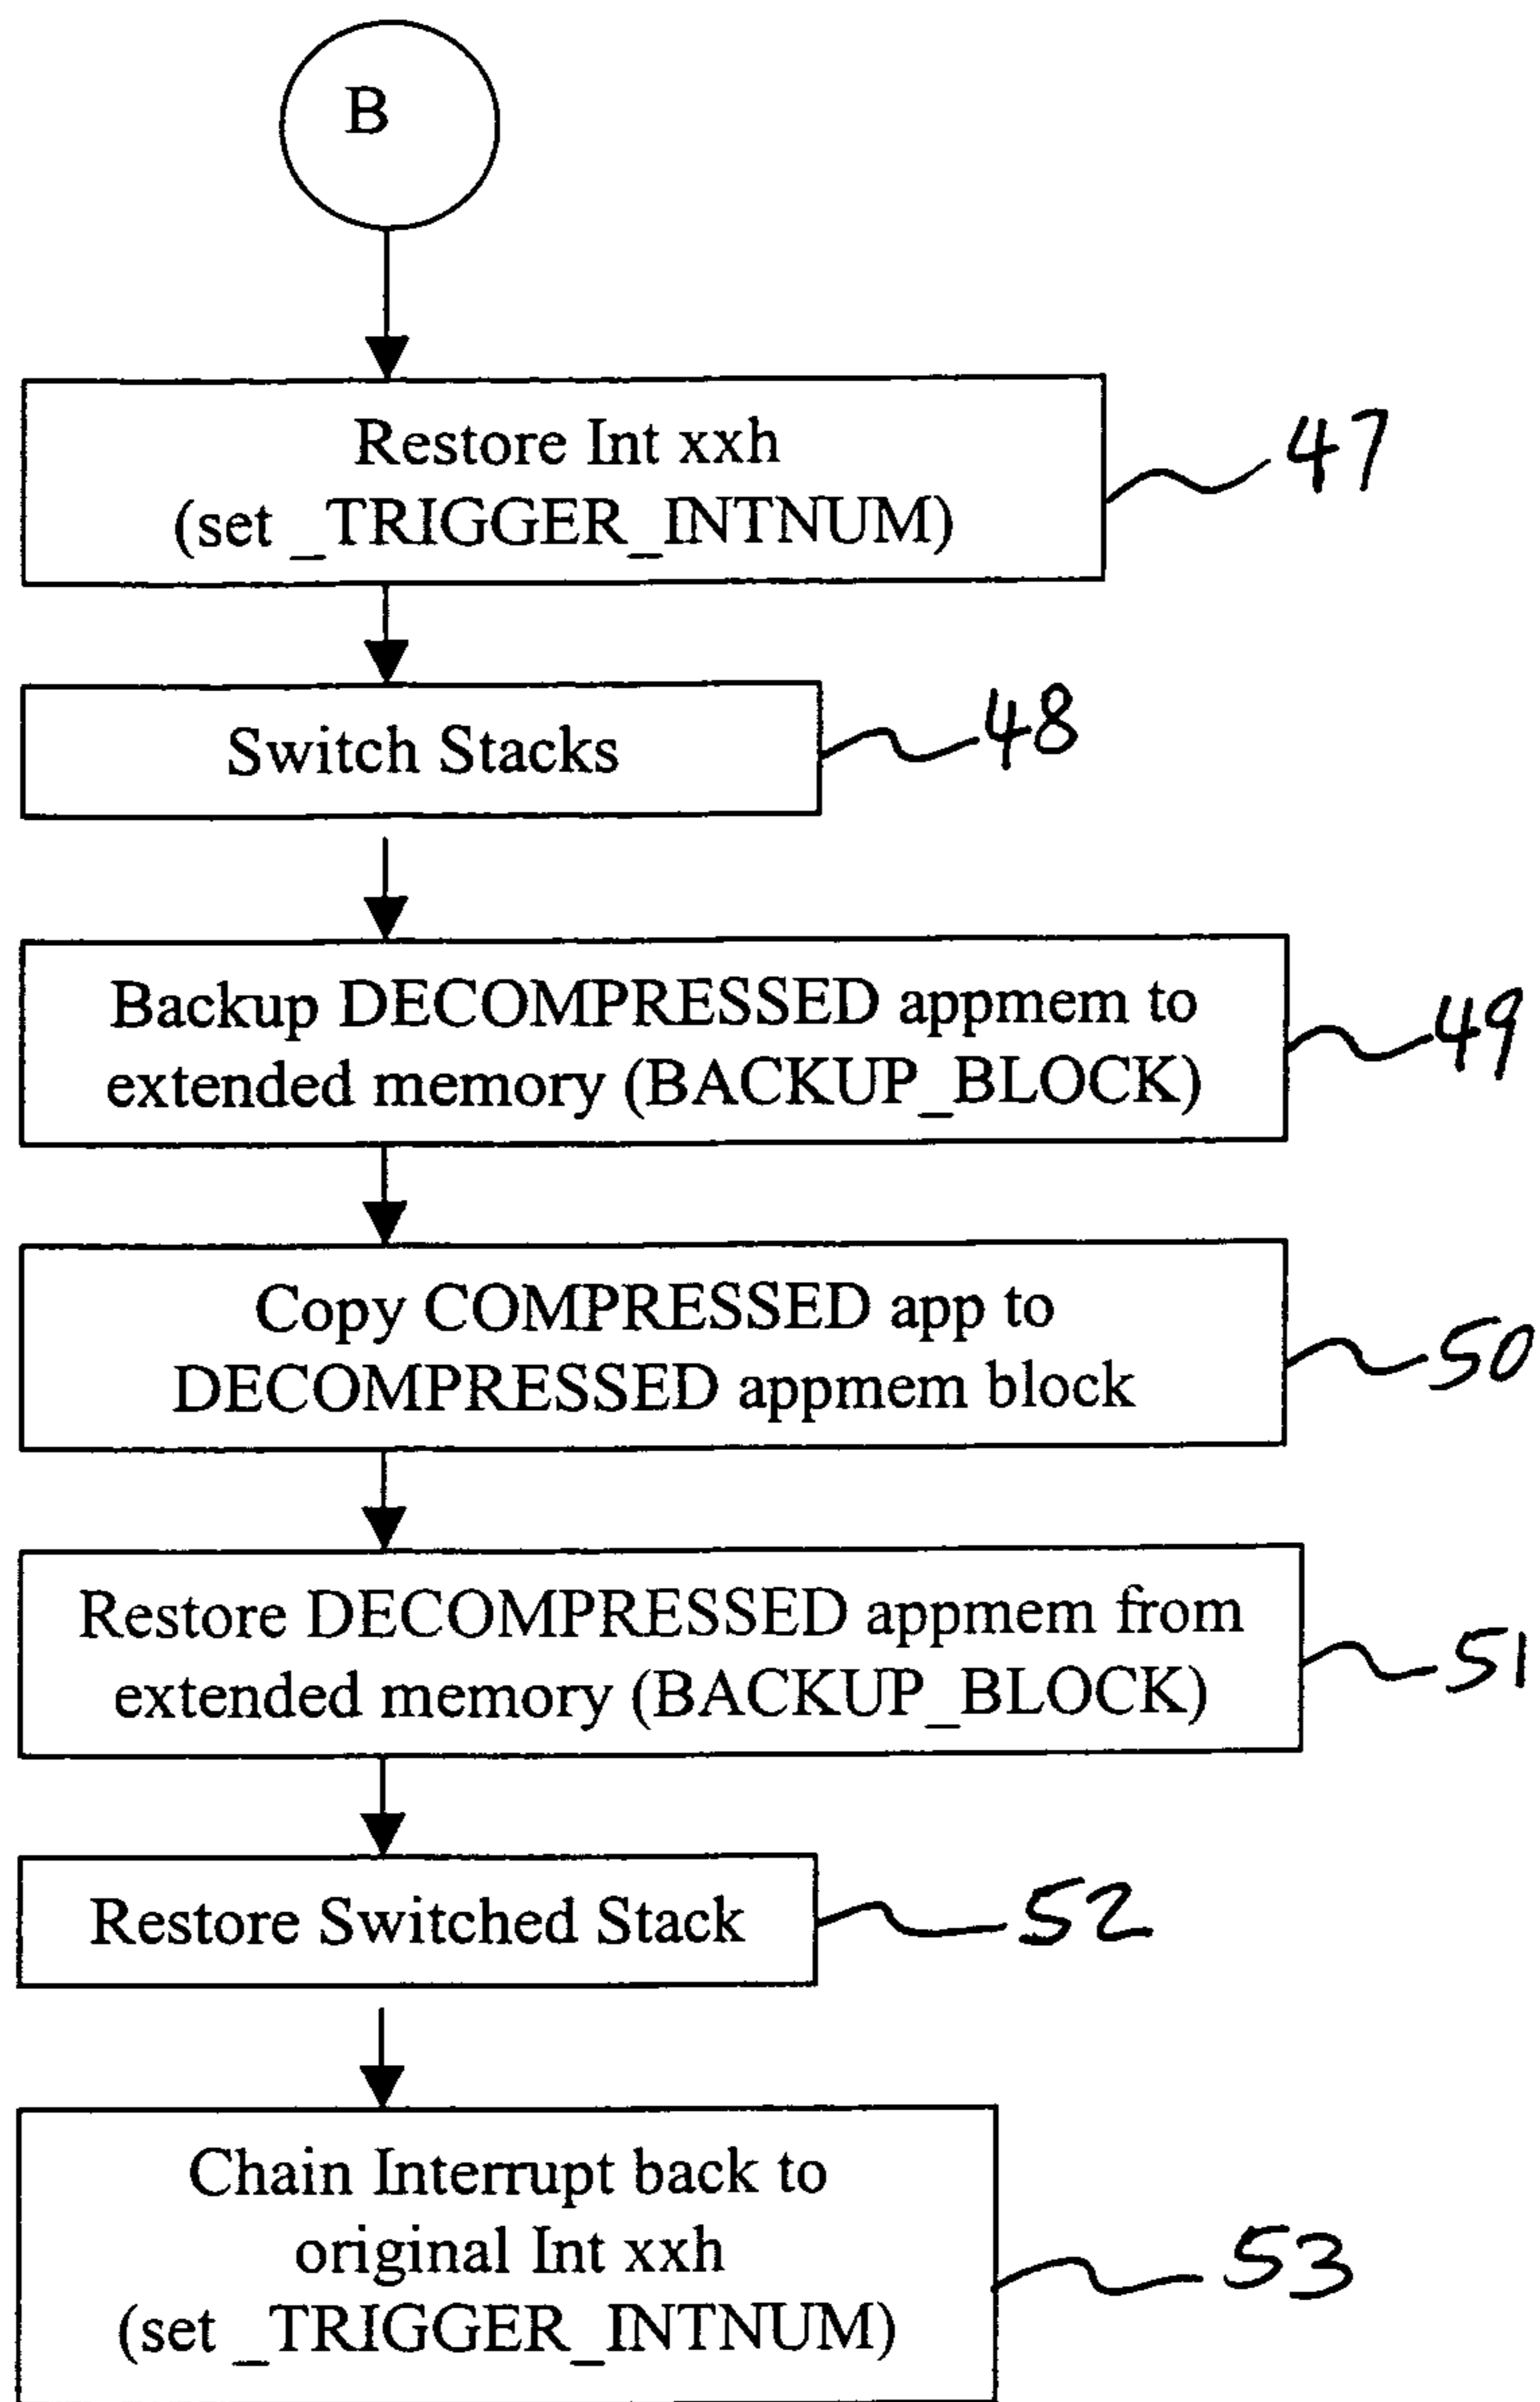 B
Restore Int xxh
(set _TRIGGER_INTNUM)
47
Switch Stacks
48
Backup DECOMPRESSED appmem to
extended memory (BACKUP_BLOCK)
49
Copy COMPRESSED app to
DECOMPRESSED appmem block
50
Restore DECOMPRESSED appmem from
extended memory (BACKUP_BLOCK)
51
Restore Switched Stack
52
Chain Interrupt back to
original Int xxh
(set _TRIGGER_INTNUM)
53